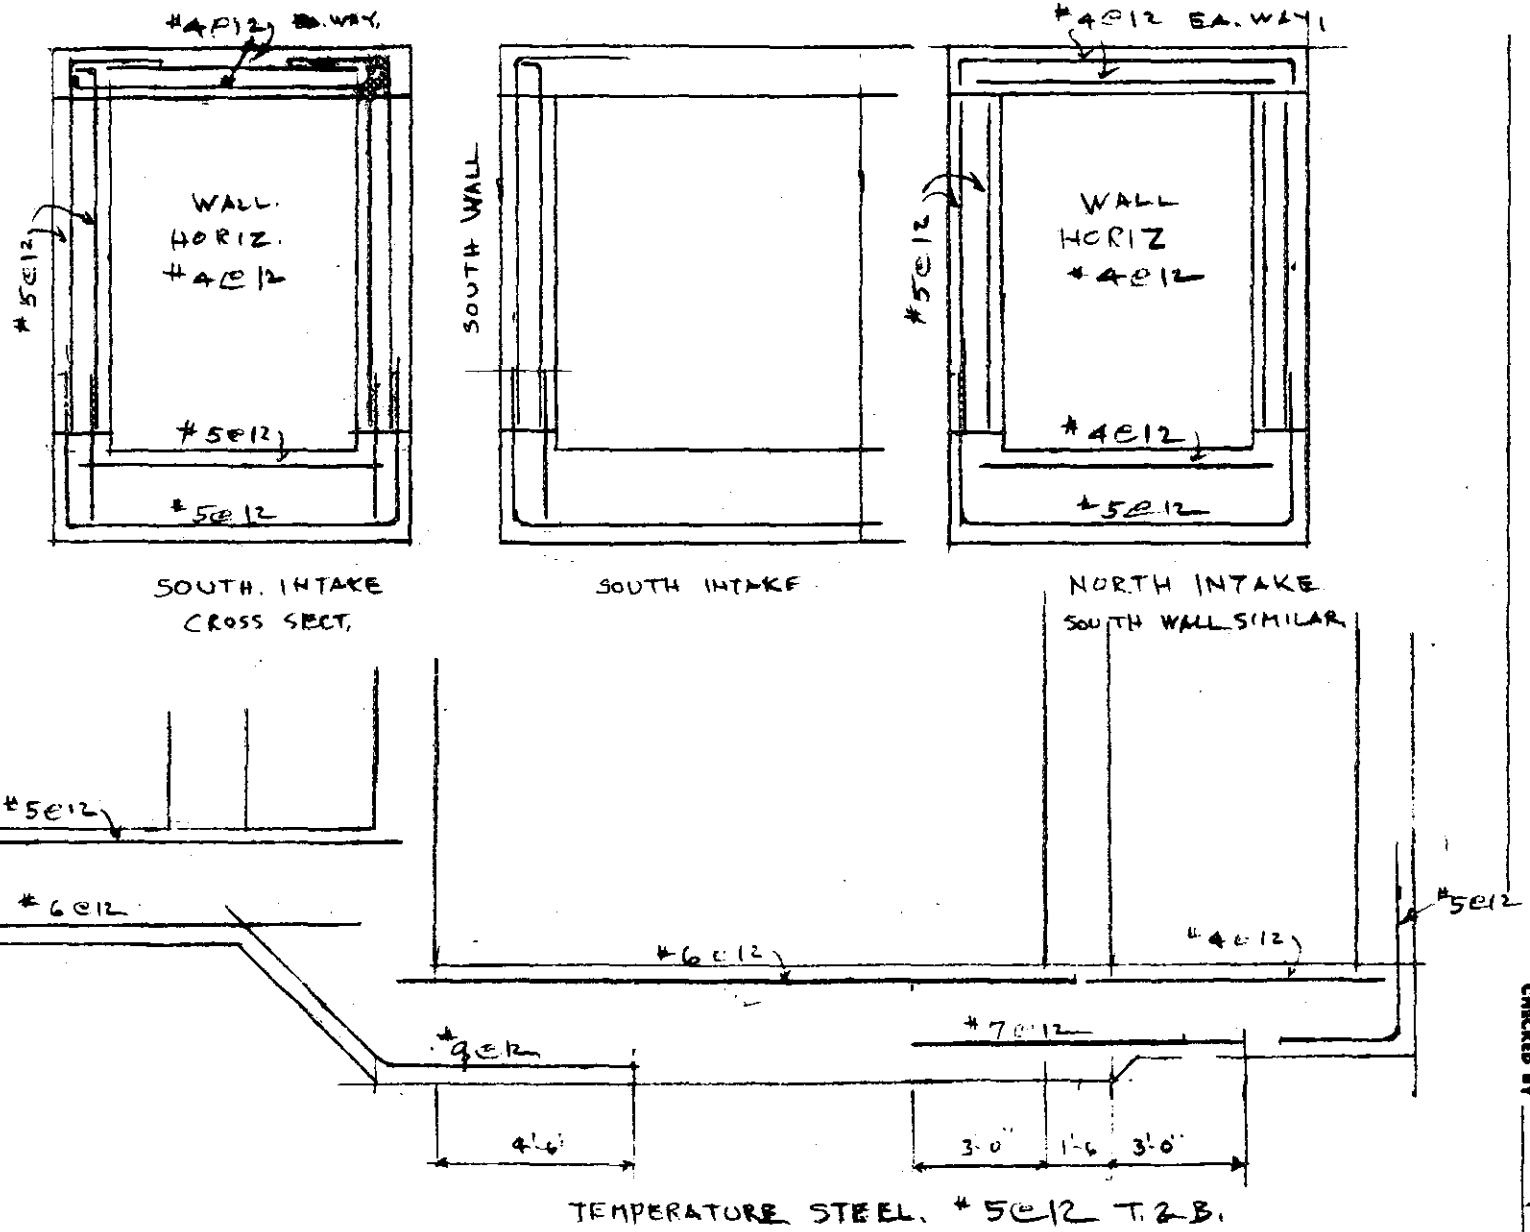 #4@12 EA. WAY.
#4@12 EA. WAY,
#5@12
WALL.
HORIZ.
#4@12
SOUTH WALL
#5@12
WALL
HORIZ
#4@12
#5@12
#4@12
#5@12
#5@12
SOUTH. INTAKE
CROSS SECT.
SOUTH INTAKE
NORTH INTAKE
SOUTH WALL SIMILAR
#5@12
#6@12
#5@12
#6@12
#4@12
#9@12
#7@12
4'-6"
3-0"
1'-6
3'-0"
TEMPERATURE STEEL. #5@12 T.&B.
CHECKED BY